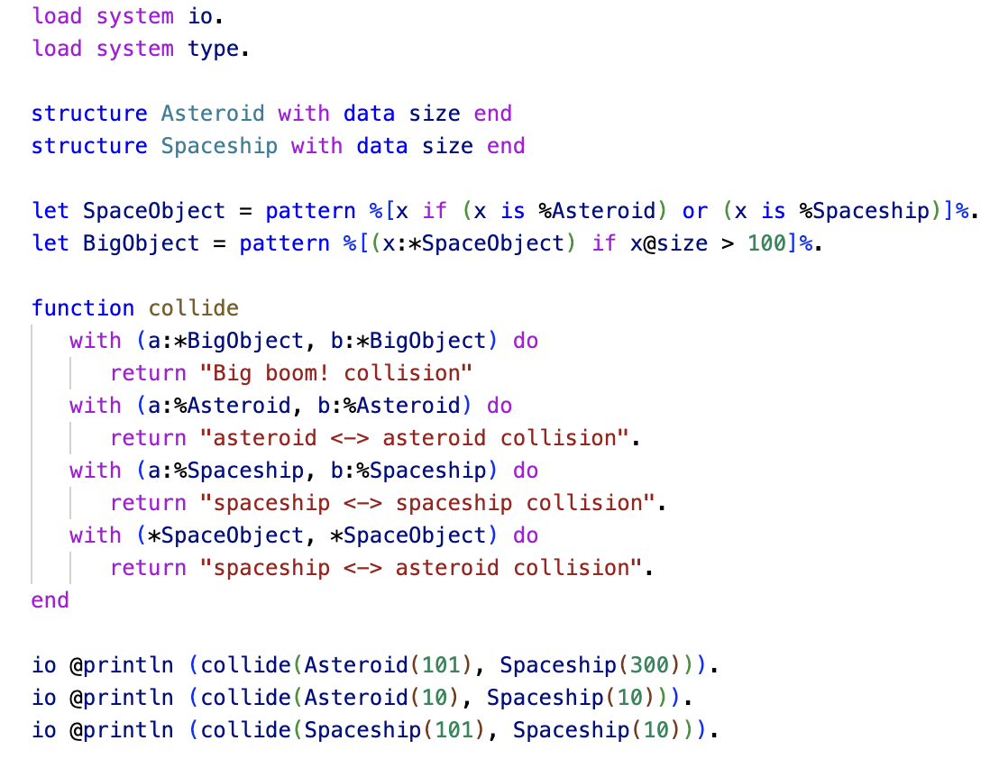 load system io.
load system type.

structure Asteroid with data size end
structure Spaceship with data size end

let SpaceObject = pattern %[x if (x is %Asteroid) or (x is %Spaceship)]%.
let BigObject = pattern %[(x:*SpaceObject) if x@size > 100]%.

function collide
   with (a:*BigObject, b:*BigObject) do
      return "Big boom! collision"
   with (a:%Asteroid, b:%Asteroid) do
      return "asteroid <-> asteroid collision".
   with (a:%Spaceship, b:%Spaceship) do
      return "spaceship <-> spaceship collision".
   with (*SpaceObject, *SpaceObject) do
      return "spaceship <-> asteroid collision".
end

io @println (collide(Asteroid(101), Spaceship(300))).
io @println (collide(Asteroid(10), Spaceship(10))).
io @println (collide(Spaceship(101), Spaceship(10))).